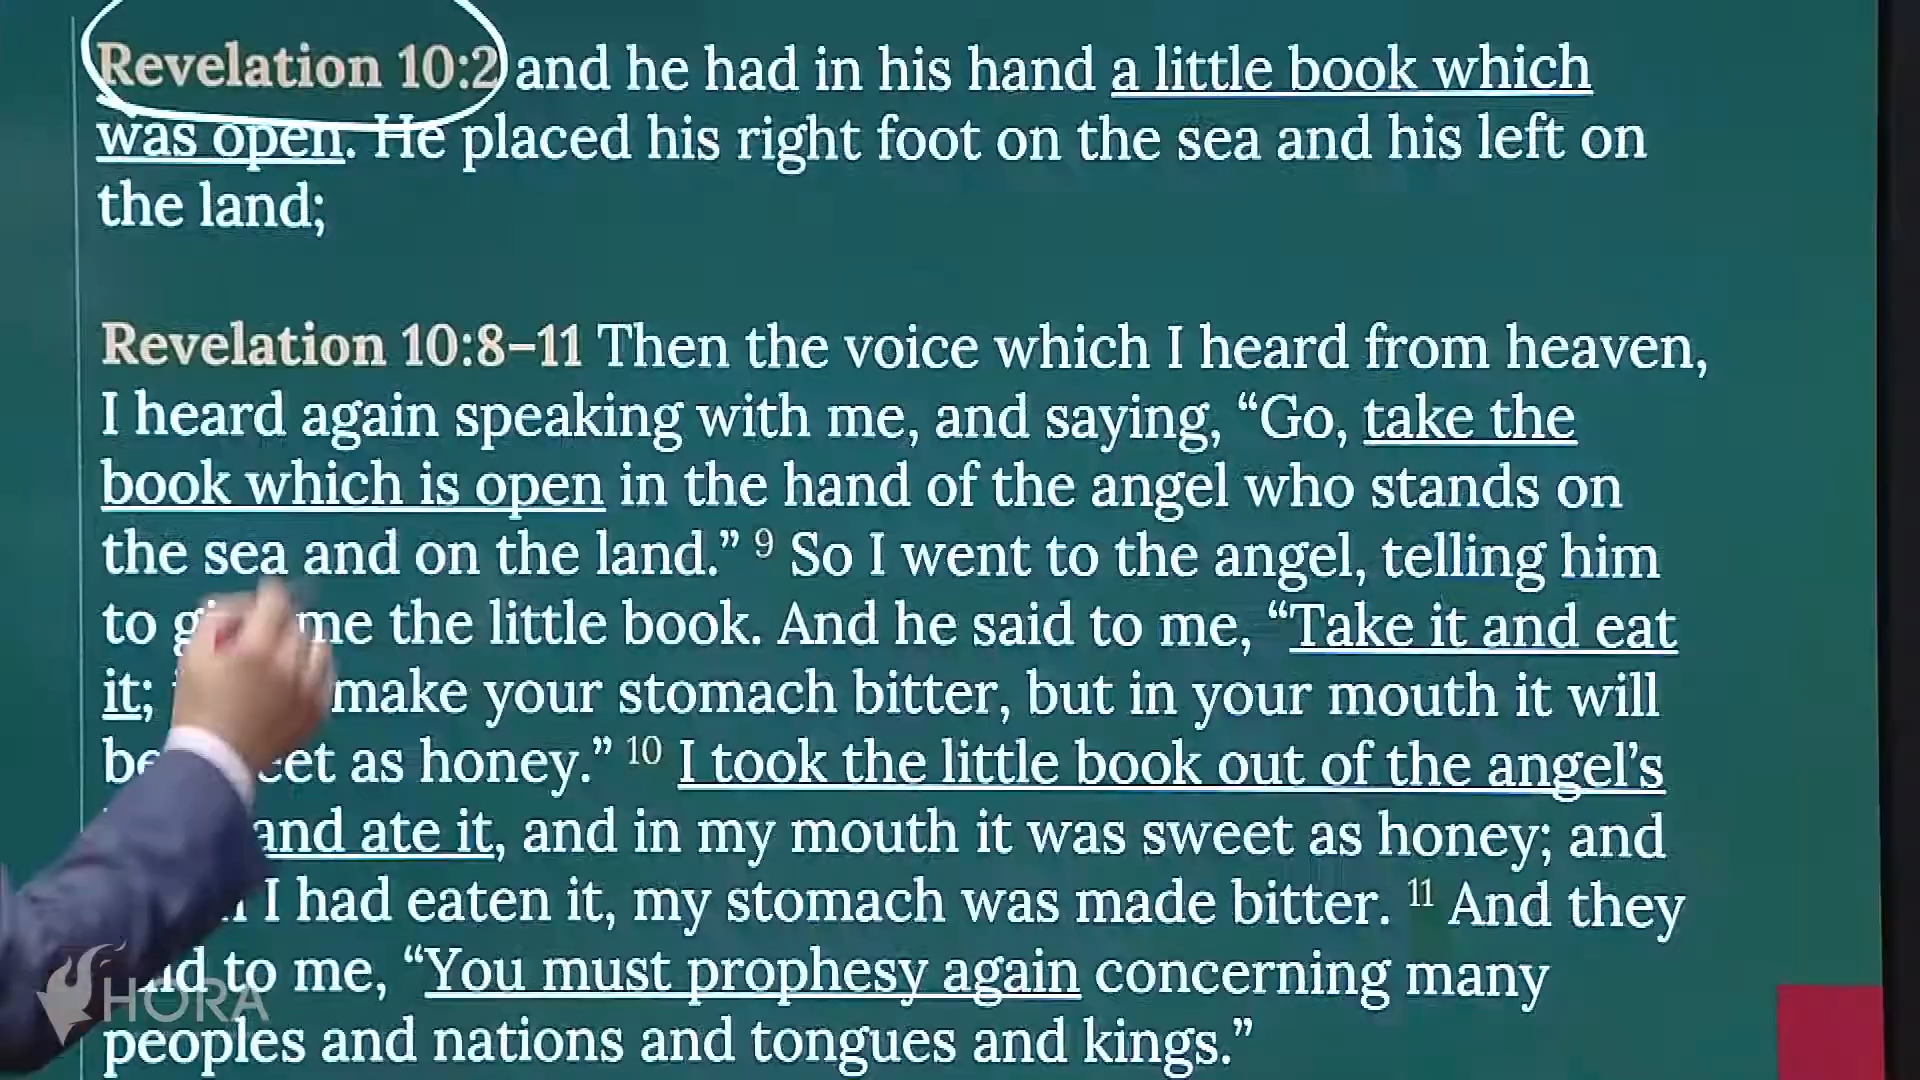 Revelation 10:2 and he had in his hand a little book which
was open. He placed his right foot on the sea and his left on
the land;
Revelation 10:8–11 Then the voice which I heard from heaven,
I heard again speaking with me, and saying, “Go, take the
book which is open in the hand of the angel who stands on
the sea and on the land.” 9 So I went to the angel, telling him
to me the little book. And he said to me, “Take it and eat
it; make your stomach bitter, but in your mouth it will
be as honey.” 10 I took the little book out of the angel’s
and ate it, and in my mouth it was sweet as honey; and
I had eaten it, my stomach was made bitter. 11 And they
to me, “You must prophesy again concerning many
peoples and nations and tongues and kings.”
HORA